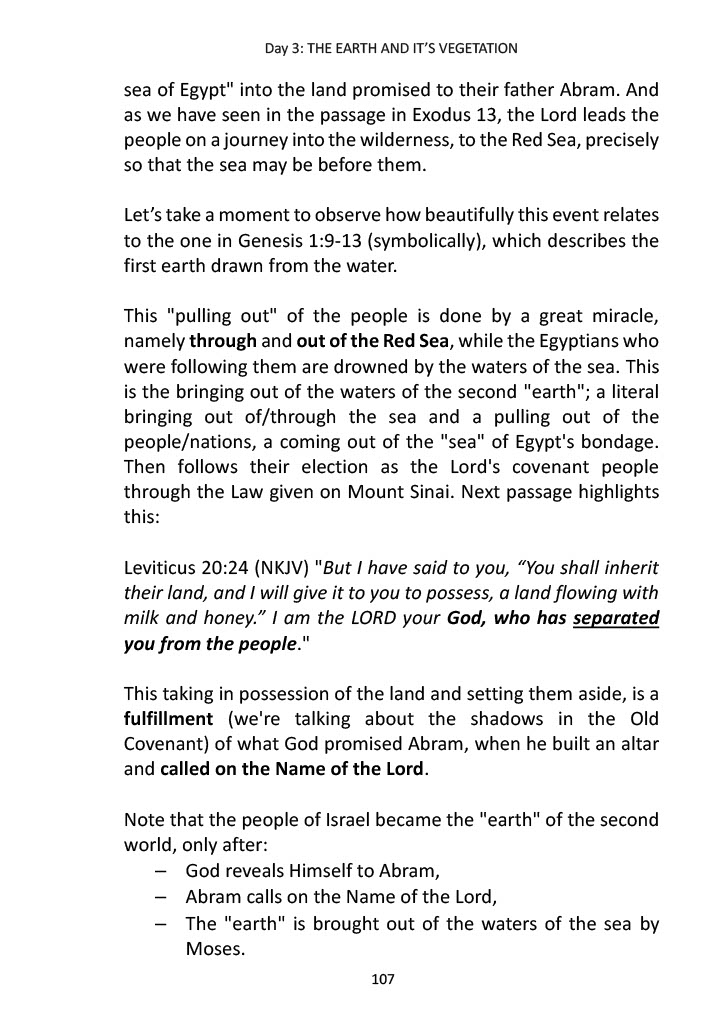 Day 3: THE EARTH AND IT’S VEGETATION
sea of Egypt" into the land promised to their father Abram. And
as we have seen in the passage in Exodus 13, the Lord leads the
people on a journey into the wilderness, to the Red Sea, precisely
so that the sea may be before them.
Let’s take a moment to observe how beautifully this event relates
to the one in Genesis 1:9-13 (symbolically), which describes the
first earth drawn from the water.
This "pulling out" of the people is done by a great miracle,
namely through and out of the Red Sea, while the Egyptians who
were following them are drowned by the waters of the sea. This
is the bringing out of the waters of the second "earth"; a literal
bringing out of/through the sea and a pulling out of the
people/nations, a coming out of the "sea" of Egypt's bondage.
Then follows their election as the Lord's covenant people
through the Law given on Mount Sinai. Next passage highlights
this:
Leviticus 20:24 (NKJV) "But I have said to you, “You shall inherit
their land, and I will give it to you to possess, a land flowing with
milk and honey.” I am the LORD your God, who has separated
you from the people."
This taking in possession of the land and setting them aside, is a
fulfillment (we're talking about the shadows in the Old
Covenant) of what God promised Abram, when he built an altar
and called on the Name of the Lord.
Note that the people of Israel became the "earth" of the second
world, only after:
– God reveals Himself to Abram,
– Abram calls on the Name of the Lord,
– The "earth" is brought out of the waters of the sea by
Moses.
107